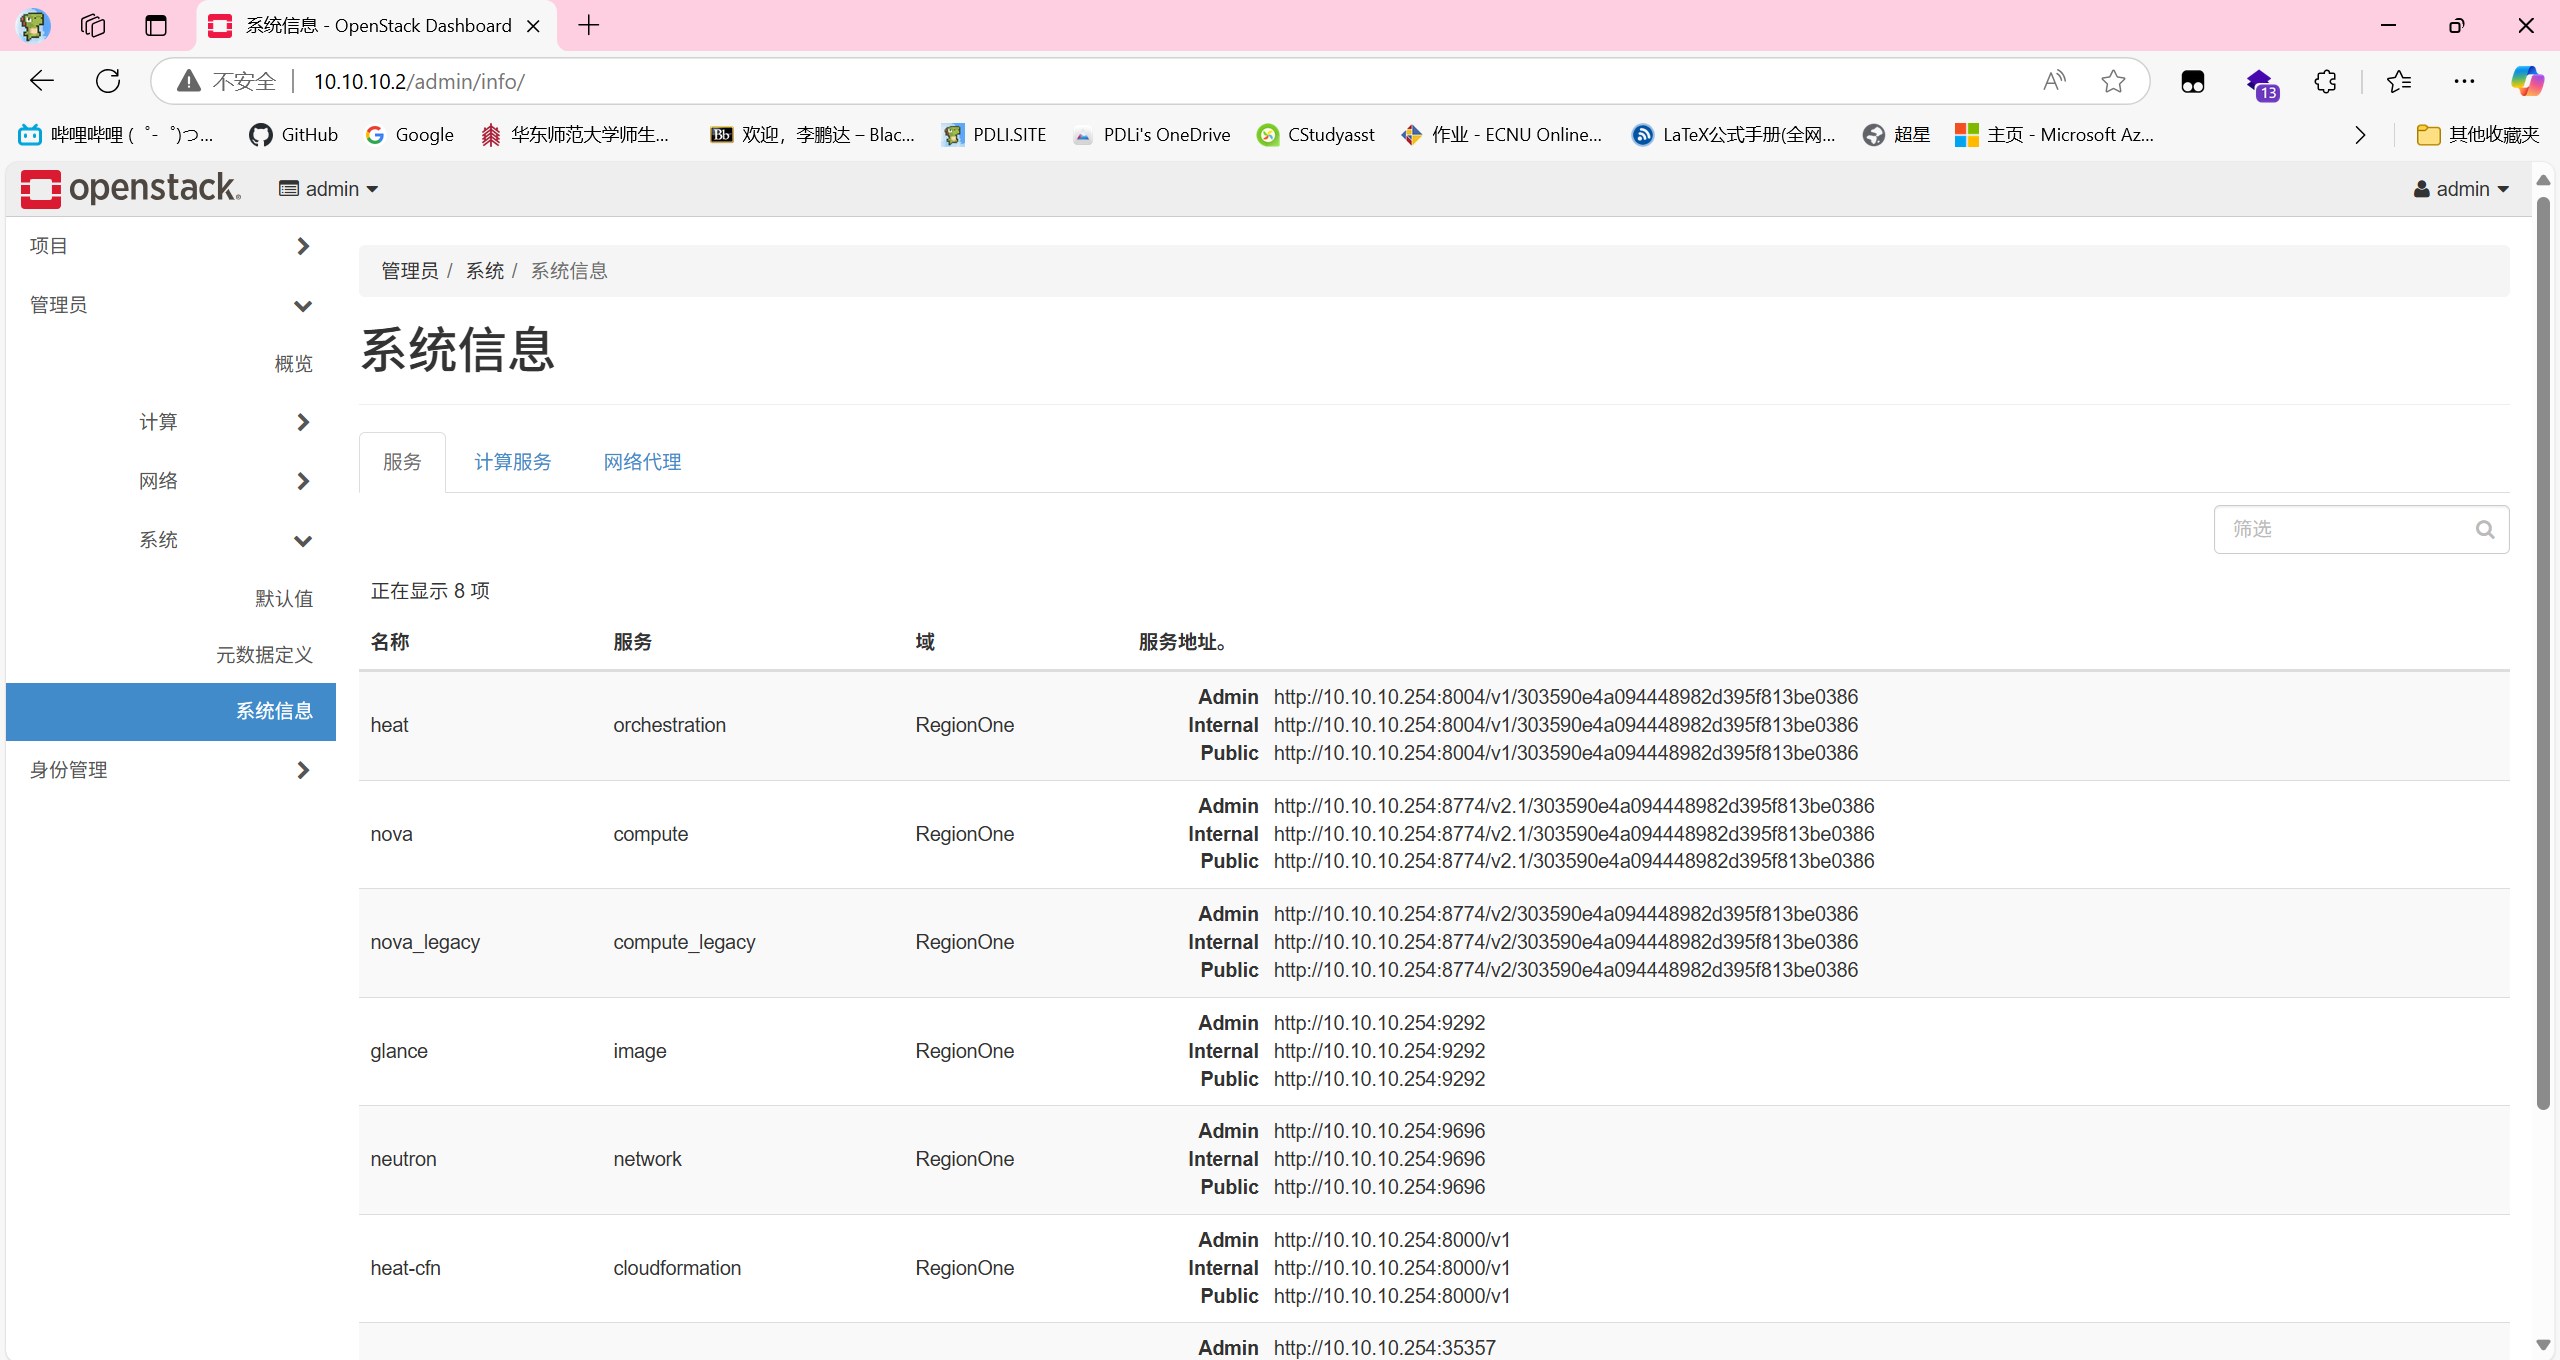 系统信息 - OpenStack Dashboard
不安全 10.10.10.2/admin/info/
13
哔哩哔哩 ( ゜- ゜)つ... GitHub Google 华东师范大学师生... Bb 欢迎，李鹏达 – Blac... PDLI.SITE PDLi's OneDrive CStudyasst 作业 - ECNU Online... LaTeX公式手册(全网... 超星 主页 - Microsoft Az... 其他收藏夹
openstack. admin admin
项目
管理员
概览
计算
网络
系统
默认值
元数据定义
系统信息
身份管理
管理员 / 系统 / 系统信息
系统信息
服务 计算服务 网络代理
筛选
正在显示 8 项
名称 服务 域 服务地址。
heat orchestration RegionOne
Admin http://10.10.10.254:8004/v1/303590e4a094448982d395f813be0386
Internal http://10.10.10.254:8004/v1/303590e4a094448982d395f813be0386
Public http://10.10.10.254:8004/v1/303590e4a094448982d395f813be0386
nova compute RegionOne
Admin http://10.10.10.254:8774/v2.1/303590e4a094448982d395f813be0386
Internal http://10.10.10.254:8774/v2.1/303590e4a094448982d395f813be0386
Public http://10.10.10.254:8774/v2.1/303590e4a094448982d395f813be0386
nova_legacy compute_legacy RegionOne
Admin http://10.10.10.254:8774/v2/303590e4a094448982d395f813be0386
Internal http://10.10.10.254:8774/v2/303590e4a094448982d395f813be0386
Public http://10.10.10.254:8774/v2/303590e4a094448982d395f813be0386
glance image RegionOne
Admin http://10.10.10.254:9292
Internal http://10.10.10.254:9292
Public http://10.10.10.254:9292
neutron network RegionOne
Admin http://10.10.10.254:9696
Internal http://10.10.10.254:9696
Public http://10.10.10.254:9696
heat-cfn cloudformation RegionOne
Admin http://10.10.10.254:8000/v1
Internal http://10.10.10.254:8000/v1
Public http://10.10.10.254:8000/v1
Admin http://10.10.10.254:35357